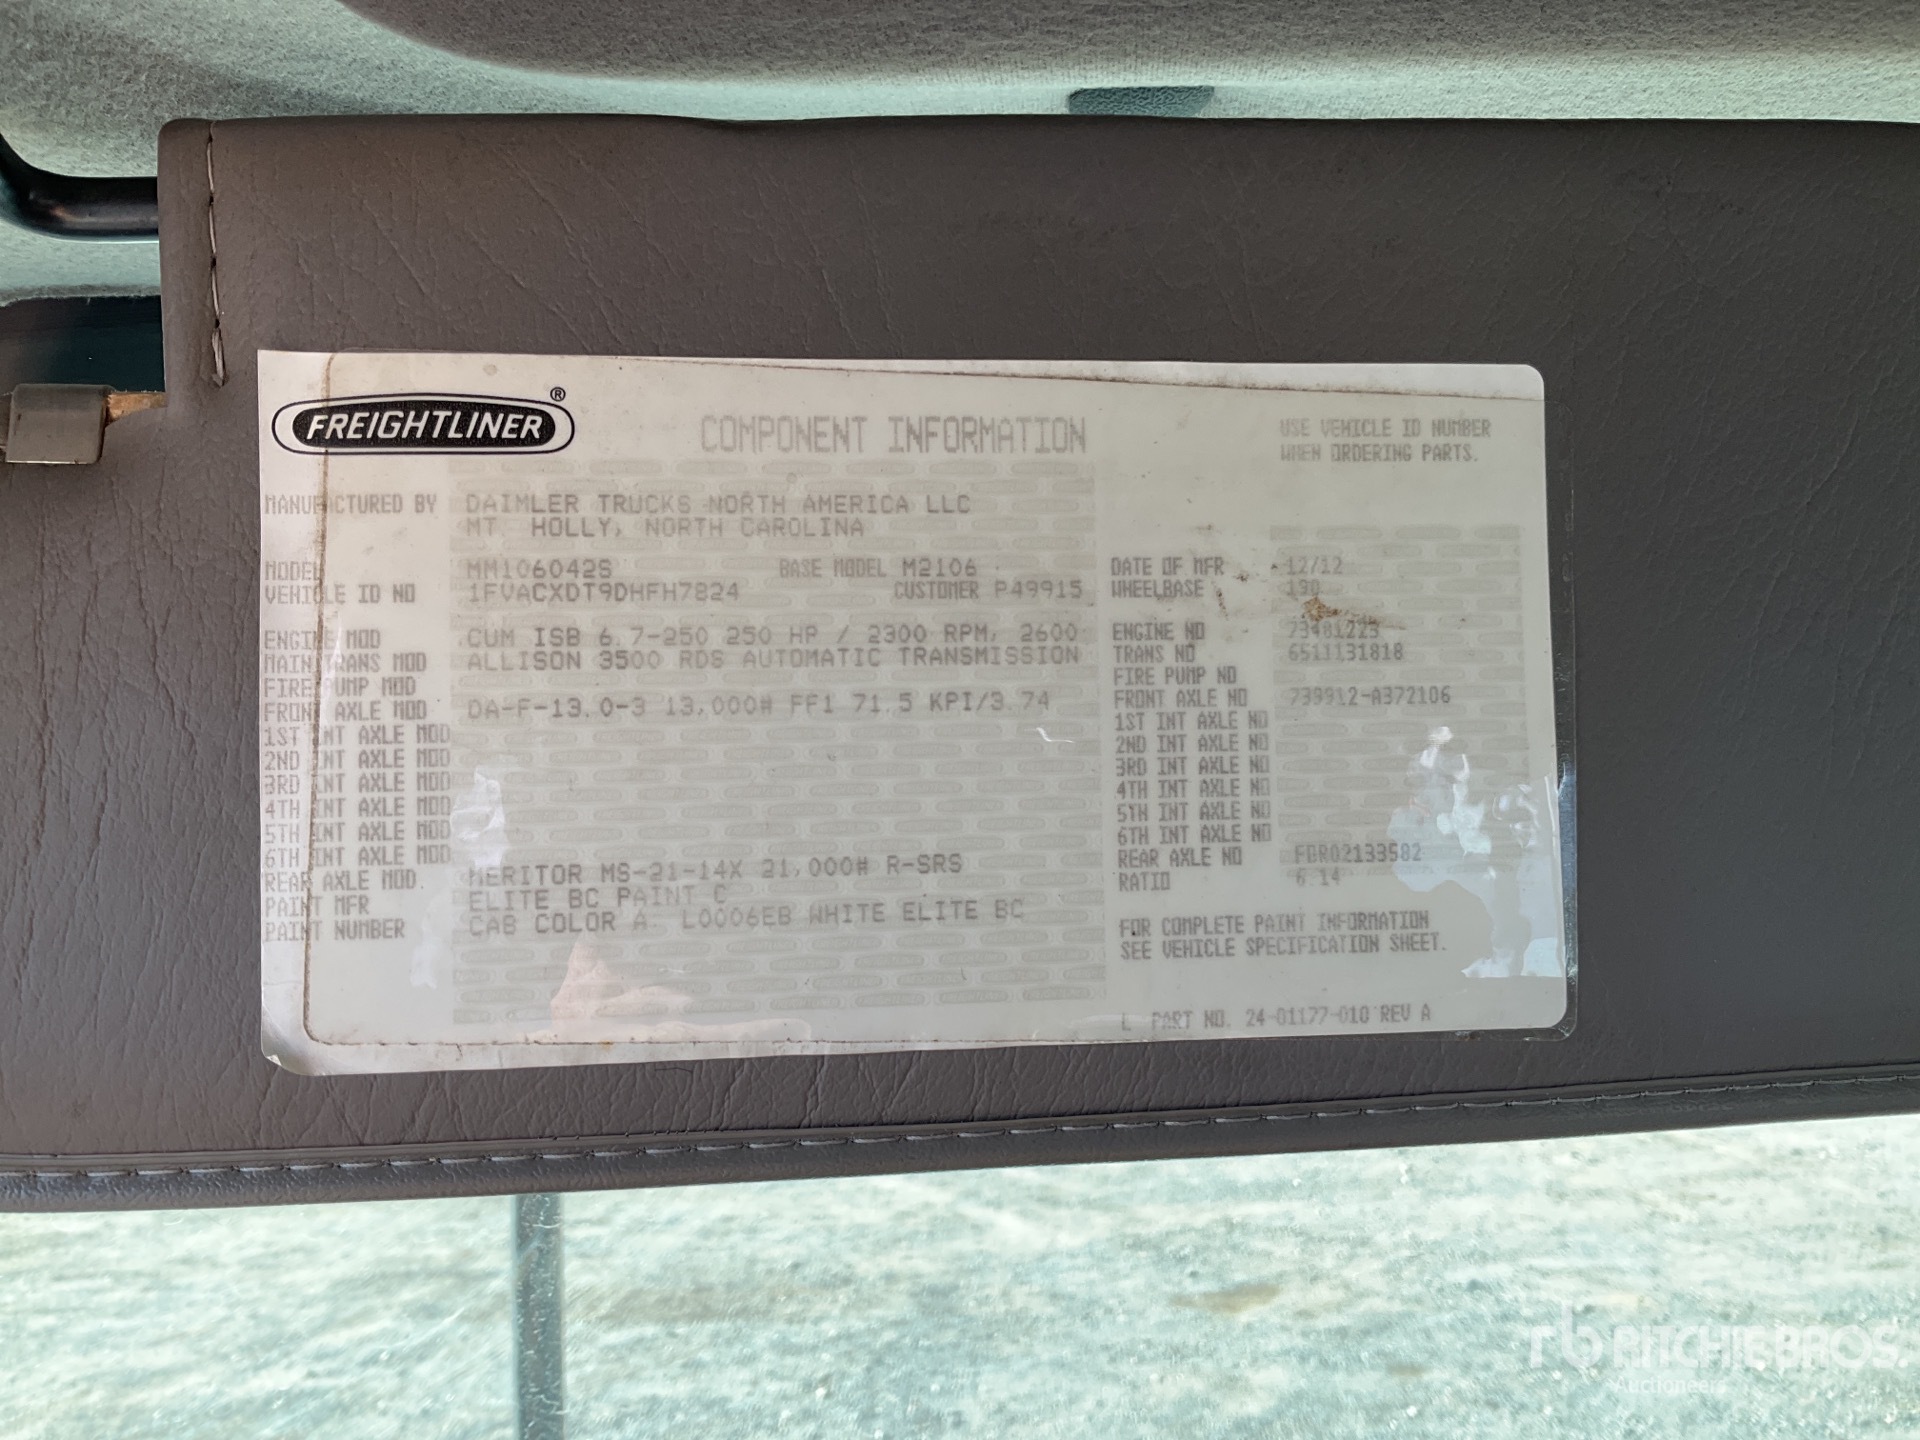 FREIGHTLINER®
COMPONENT INFORMATION
USE VEHICLE ID NUMBER
WHEN ORDERING PARTS.
MANUFACTURED BY DAIMLER TRUCKS NORTH AMERICA LLC
MT. HOLLY, NORTH CAROLINA
MODEL MM106042S BASE MODEL M2106 DATE OF MFR 12/12
VEHICLE ID NO 1FVACXDT9DHFH7824 CUSTOMER P49915 WHEELBASE 190
ENGINE MOD CUM ISB 6.7-250 250 HP / 2300 RPM, 2600 ENGINE NO 73481223
MAIN TRANS MOD ALLISON 3500 RDS AUTOMATIC TRANSMISSION TRANS NO 6511131818
FIRE PUMP MOD FIRE PUMP NO
FRONT AXLE MOD DA-F-13.0-3 13,000# FF1 71.5 KPI/3.74 FRONT AXLE NO 739912-A372106
1ST INT AXLE MOD 1ST INT AXLE NO
2ND INT AXLE MOD 2ND INT AXLE NO
3RD INT AXLE MOD 3RD INT AXLE NO
4TH INT AXLE MOD 4TH INT AXLE NO
5TH INT AXLE MOD 5TH INT AXLE NO
6TH INT AXLE MOD 6TH INT AXLE NO
REAR AXLE MOD. MERITOR MS-21-14X 21,000# R-SRS REAR AXLE NO FBR02133582
PAINT MFR ELITE BC PAINT C RATIO 6.14
PAINT NUMBER CAB COLOR A: L0006EB WHITE ELITE BC
FOR COMPLETE PAINT INFORMATION
SEE VEHICLE SPECIFICATION SHEET.
L PART NO. 24-01177-010 REV A
rb RITCHIE BROS.
Auctioneers